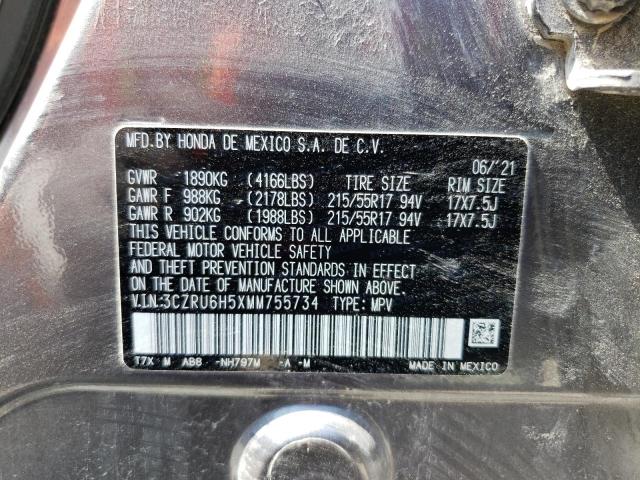 MFD.BY HONDA DE MEXICO S.A. DE C.V.
06/'21
GVWR 1890KG (4166LBS) TIRE SIZE RIM SIZE
GAWR F 988KG (2178LBS) 215/55R17 94V 17X7.5J
GAWR R 902KG (1988LBS) 215/55R17 94V 17X7.5J
THIS VEHICLE CONFORMS TO ALL APPLICABLE
FEDERAL MOTOR VEHICLE SAFETY
AND THEFT PREVENTION STANDARDS IN EFFECT
ON THE DATE OF MANUFACTURE SHOWN ABOVE.
V.IN:3CZRU6H5XMM755734 TYPE: MPV
T7X M AB8 -NH797M -A -M MADE IN MEXICO